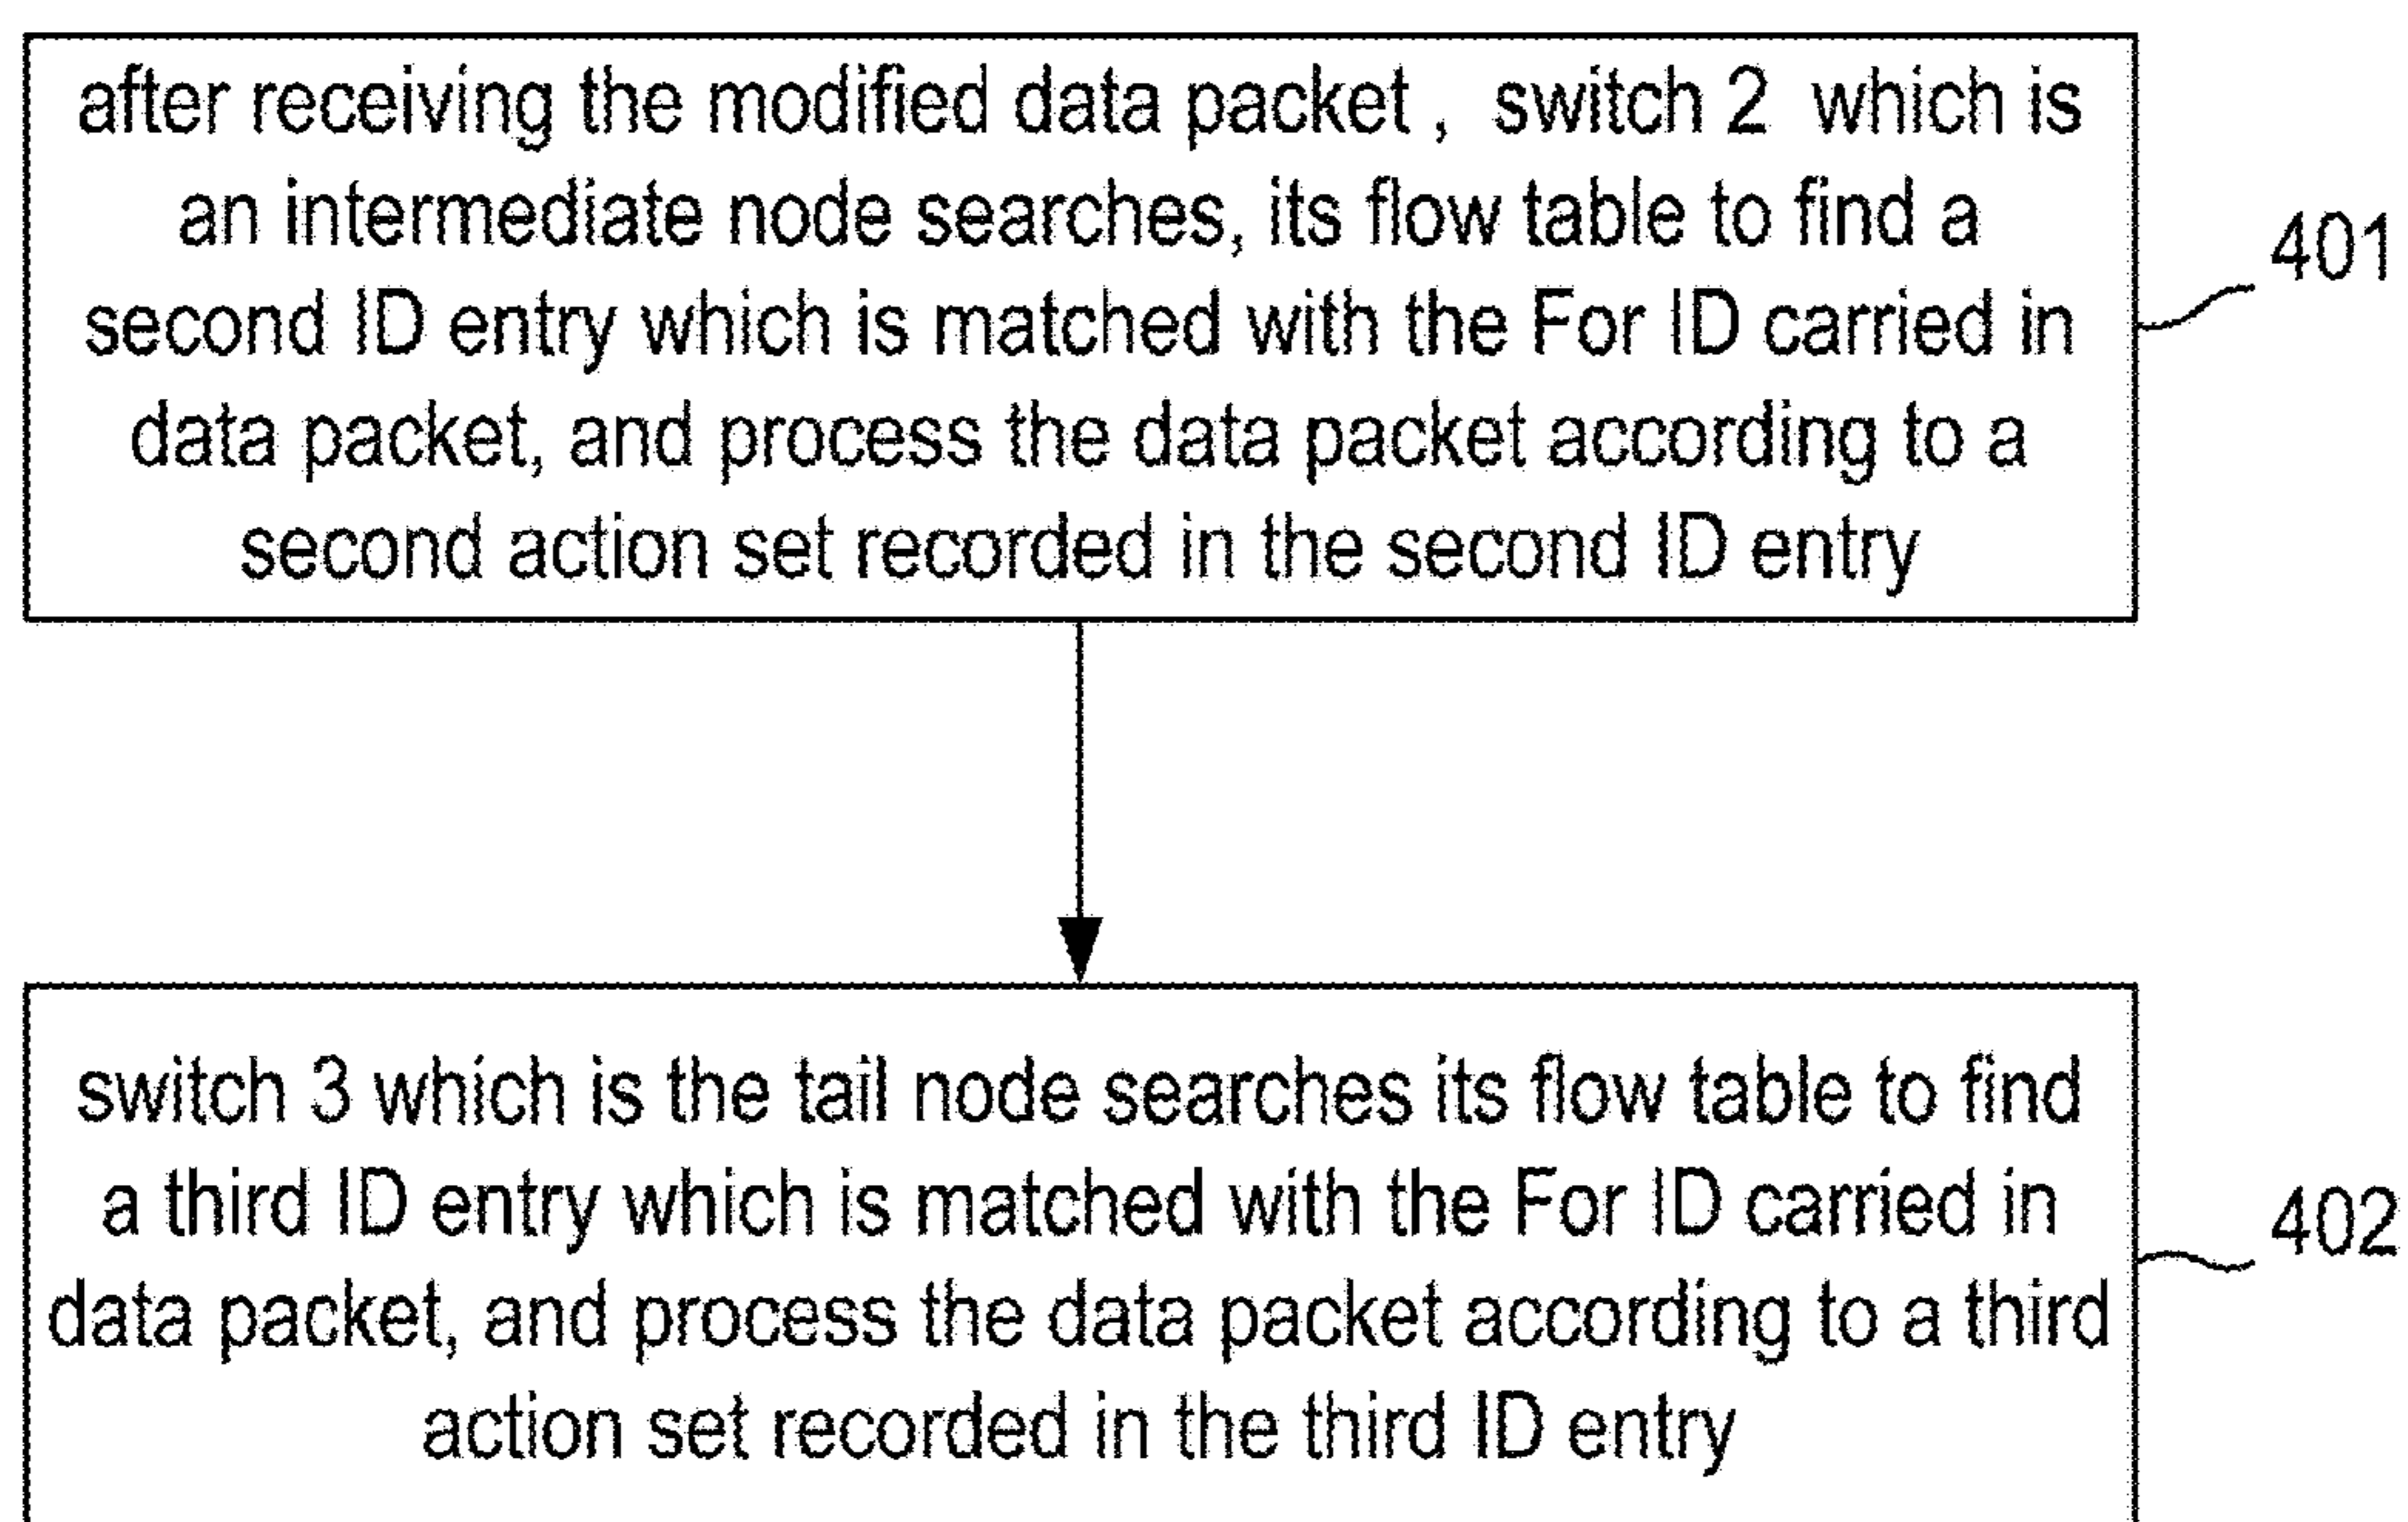 after receiving the modified data packet , switch 2 which is
an intermediate node searches, its flow table to find a
second ID entry which is matched with the For ID carried in
data packet, and process the data packet according to a
second action set recorded in the second ID entry
401
switch 3 which is the tail node searches its flow table to find
a third ID entry which is matched with the For ID carried in
data packet, and process the data packet according to a third
action set recorded in the third ID entry
402